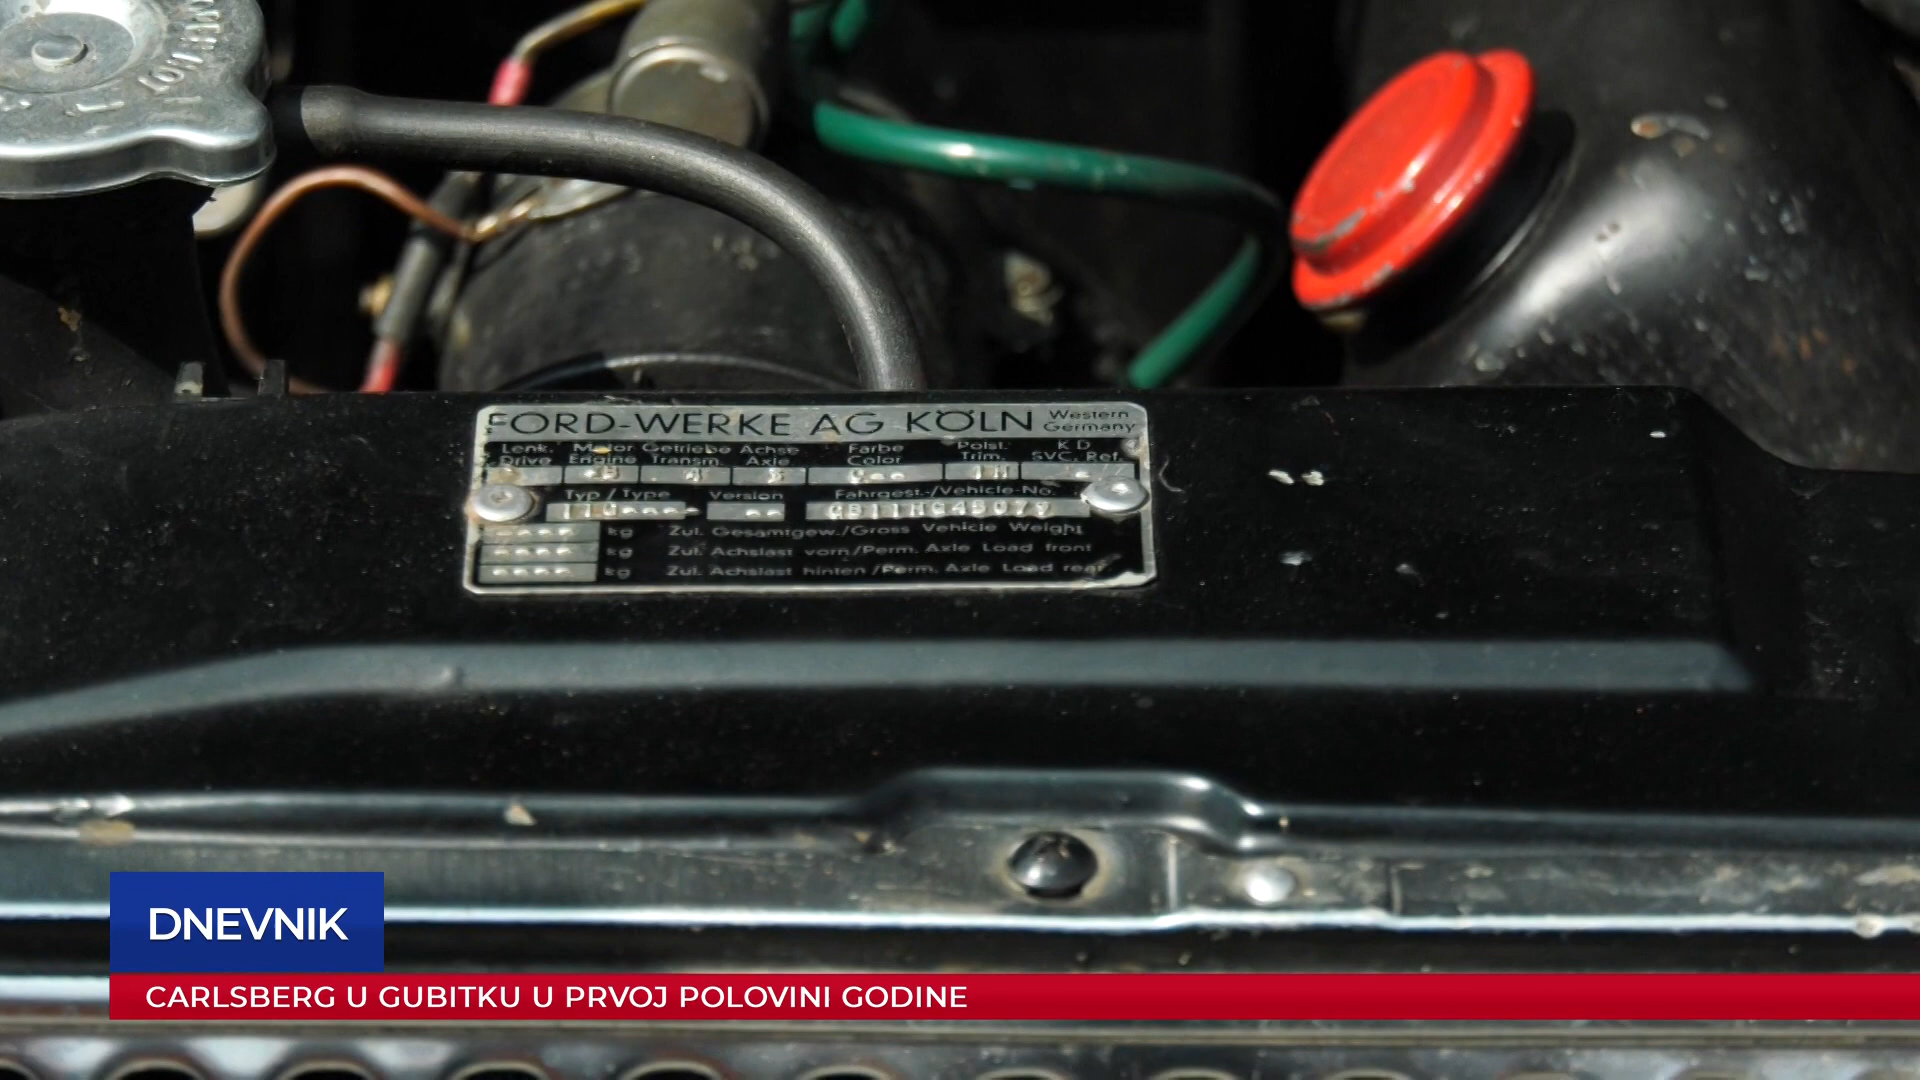 FORD-WERKE AG KÖLN Western Germany
Lenk. Motor Getriebe Achse Farbe Polst. K D
Drive Engine Transm. Axle Color Trim. SVC. Ref.
Typ / Type Version Fahrgest.-/Vehicle-No.
kg Zul. Gesamtgew./Gross Vehicle Weight
kg Zul. Achslast vorn/Perm. Axle Load front
kg Zul. Achslast hinten/Perm. Axle Load rear
DNEVNIK
CARLSBERG U GUBITKU U PRVOJ POLOVINI GODINE